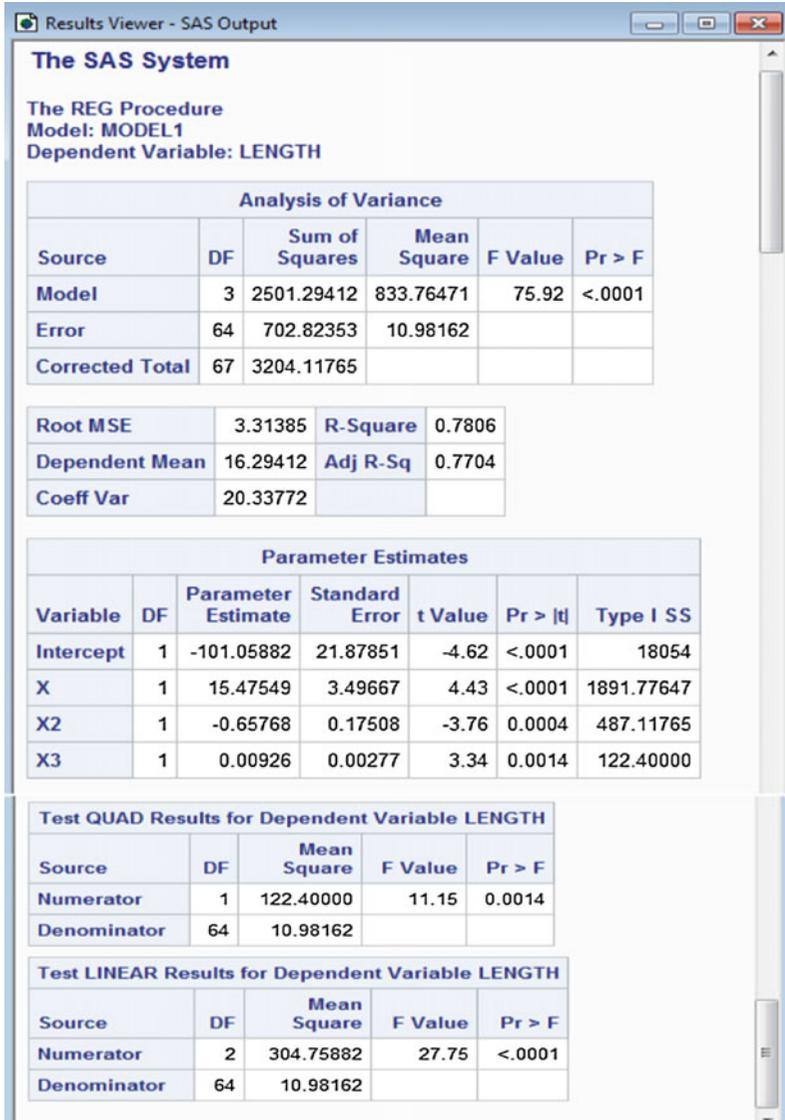 Results Viewer - SAS Output
The SAS System
The REG Procedure
Model: MODEL1
Dependent Variable: LENGTH
Analysis of Variance
Source DF Sum of Squares Mean Square F Value Pr > F
Model 3 2501.29412 833.76471 75.92 <.0001
Error 64 702.82353 10.98162
Corrected Total 67 3204.11765
Root MSE 3.31385 R-Square 0.7806
Dependent Mean 16.29412 Adj R-Sq 0.7704
Coeff Var 20.33772
Parameter Estimates
Variable DF Parameter Estimate Standard Error t Value Pr > |t| Type I SS
Intercept 1 -101.05882 21.87851 -4.62 <.0001 18054
X 1 15.47549 3.49667 4.43 <.0001 1891.77647
X2 1 -0.65768 0.17508 -3.76 0.0004 487.11765
X3 1 0.00926 0.00277 3.34 0.0014 122.40000
Test QUAD Results for Dependent Variable LENGTH
Source DF Mean Square F Value Pr > F
Numerator 1 122.40000 11.15 0.0014
Denominator 64 10.98162
Test LINEAR Results for Dependent Variable LENGTH
Source DF Mean Square F Value Pr > F
Numerator 2 304.75882 27.75 <.0001
Denominator 64 10.98162